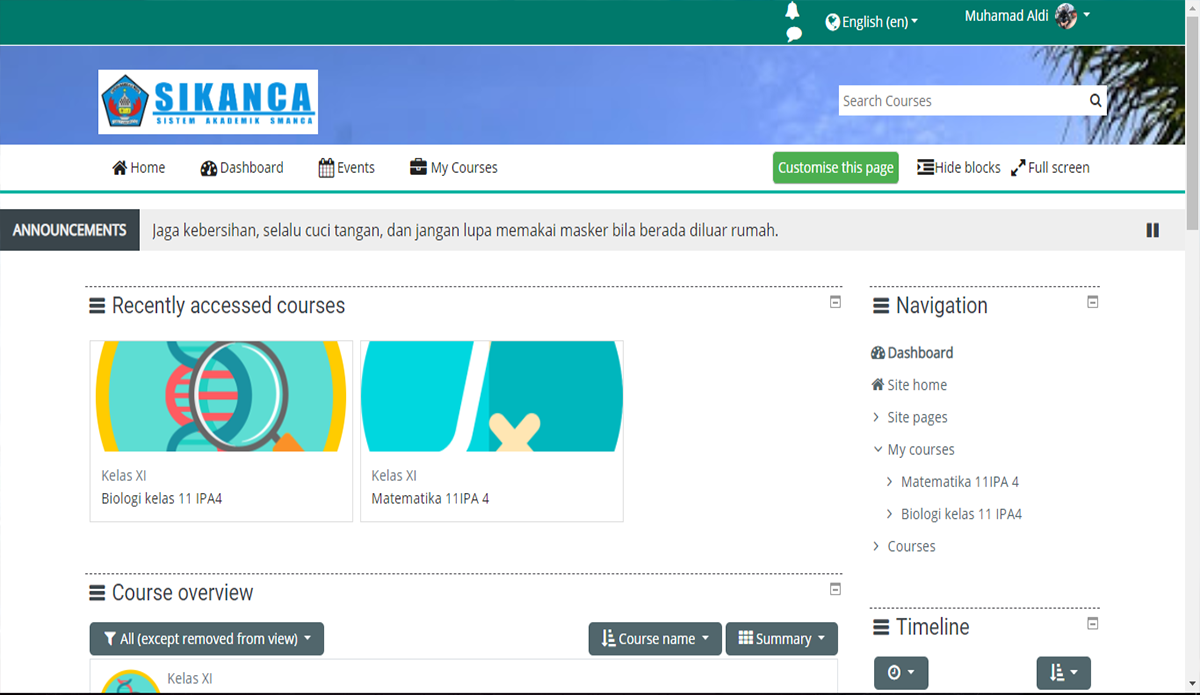 English (en)
Muhamad Aldi
SIKANCA
SISTEM AKADEMIK SMANCA
Search Courses
Home
Dashboard
Events
My Courses
Customise this page
Hide blocks
Full screen
ANNOUNCEMENTS
Jaga kebersihan, selalu cuci tangan, dan jangan lupa memakai masker bila berada diluar rumah.
Recently accessed courses
Kelas XI
Biologi kelas 11 IPA4
Kelas XI
Matematika 11IPA 4
Course overview
All (except removed from view)
Course name
Summary
Kelas XI
Navigation
Dashboard
Site home
Site pages
My courses
Matematika 11IPA 4
Biologi kelas 11 IPA4
Courses
Timeline